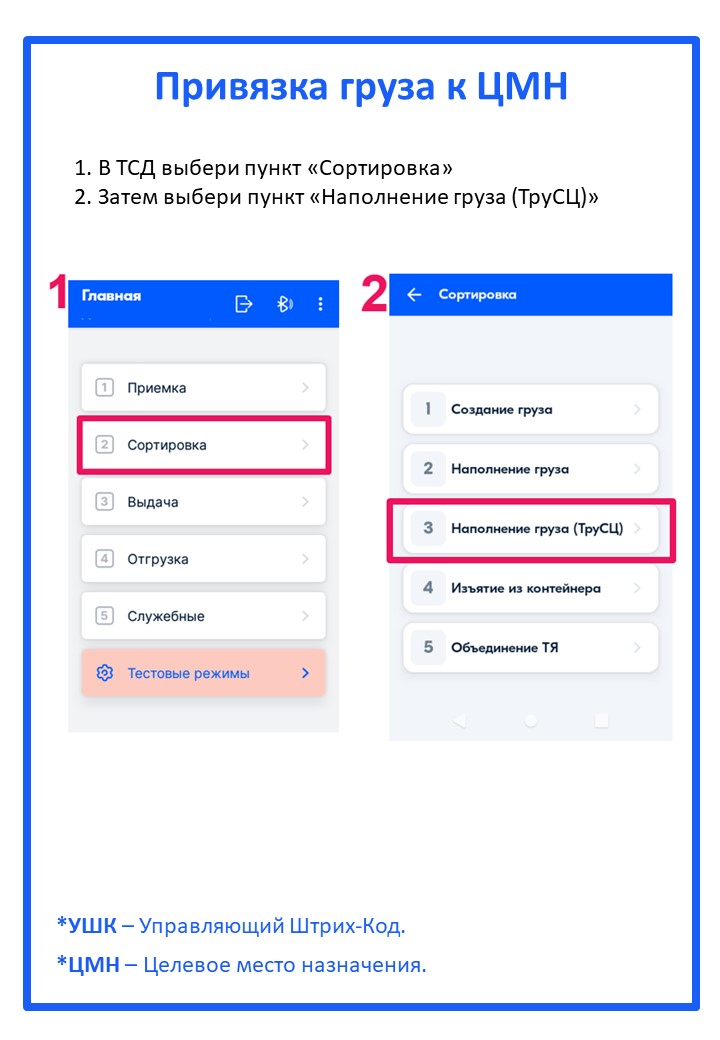 Привязка груза к ЦМН
1. В ТСД выбери пункт «Сортировка»
2. Затем выбери пункт «Наполнение груза (ТруСЦ)»
1
Главная
1 Приемка
2 Сортировка
3 Выдача
4 Отгрузка
5 Служебные
Тестовые режимы
2
Сортировка
1 Создание груза
2 Наполнение груза
3 Наполнение груза (ТруСЦ)
4 Изъятие из контейнера
5 Объединение ТЯ
*УШК – Управляющий Штрих-Код.
*ЦМН – Целевое место назначения.